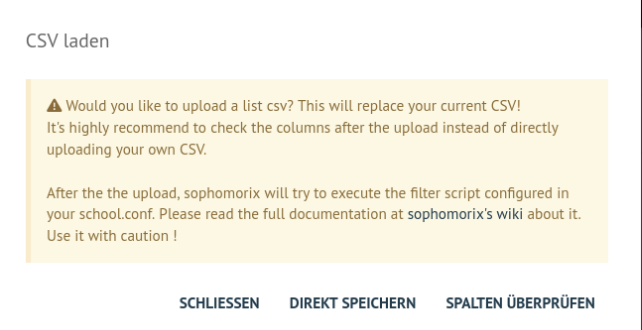 CSV laden
Would you like to upload a list csv? This will replace your current CSV!
It's highly recommend to check the columns after the upload instead of directly
uploading your own CSV.
After the the upload, sophomorix will try to execute the filter script configured in
your school.conf. Please read the full documentation at sophomorix's wiki about it.
Use it with caution !
SCHLIESSEN DIREKT SPEICHERN SPALTEN ÜBERPRÜFEN